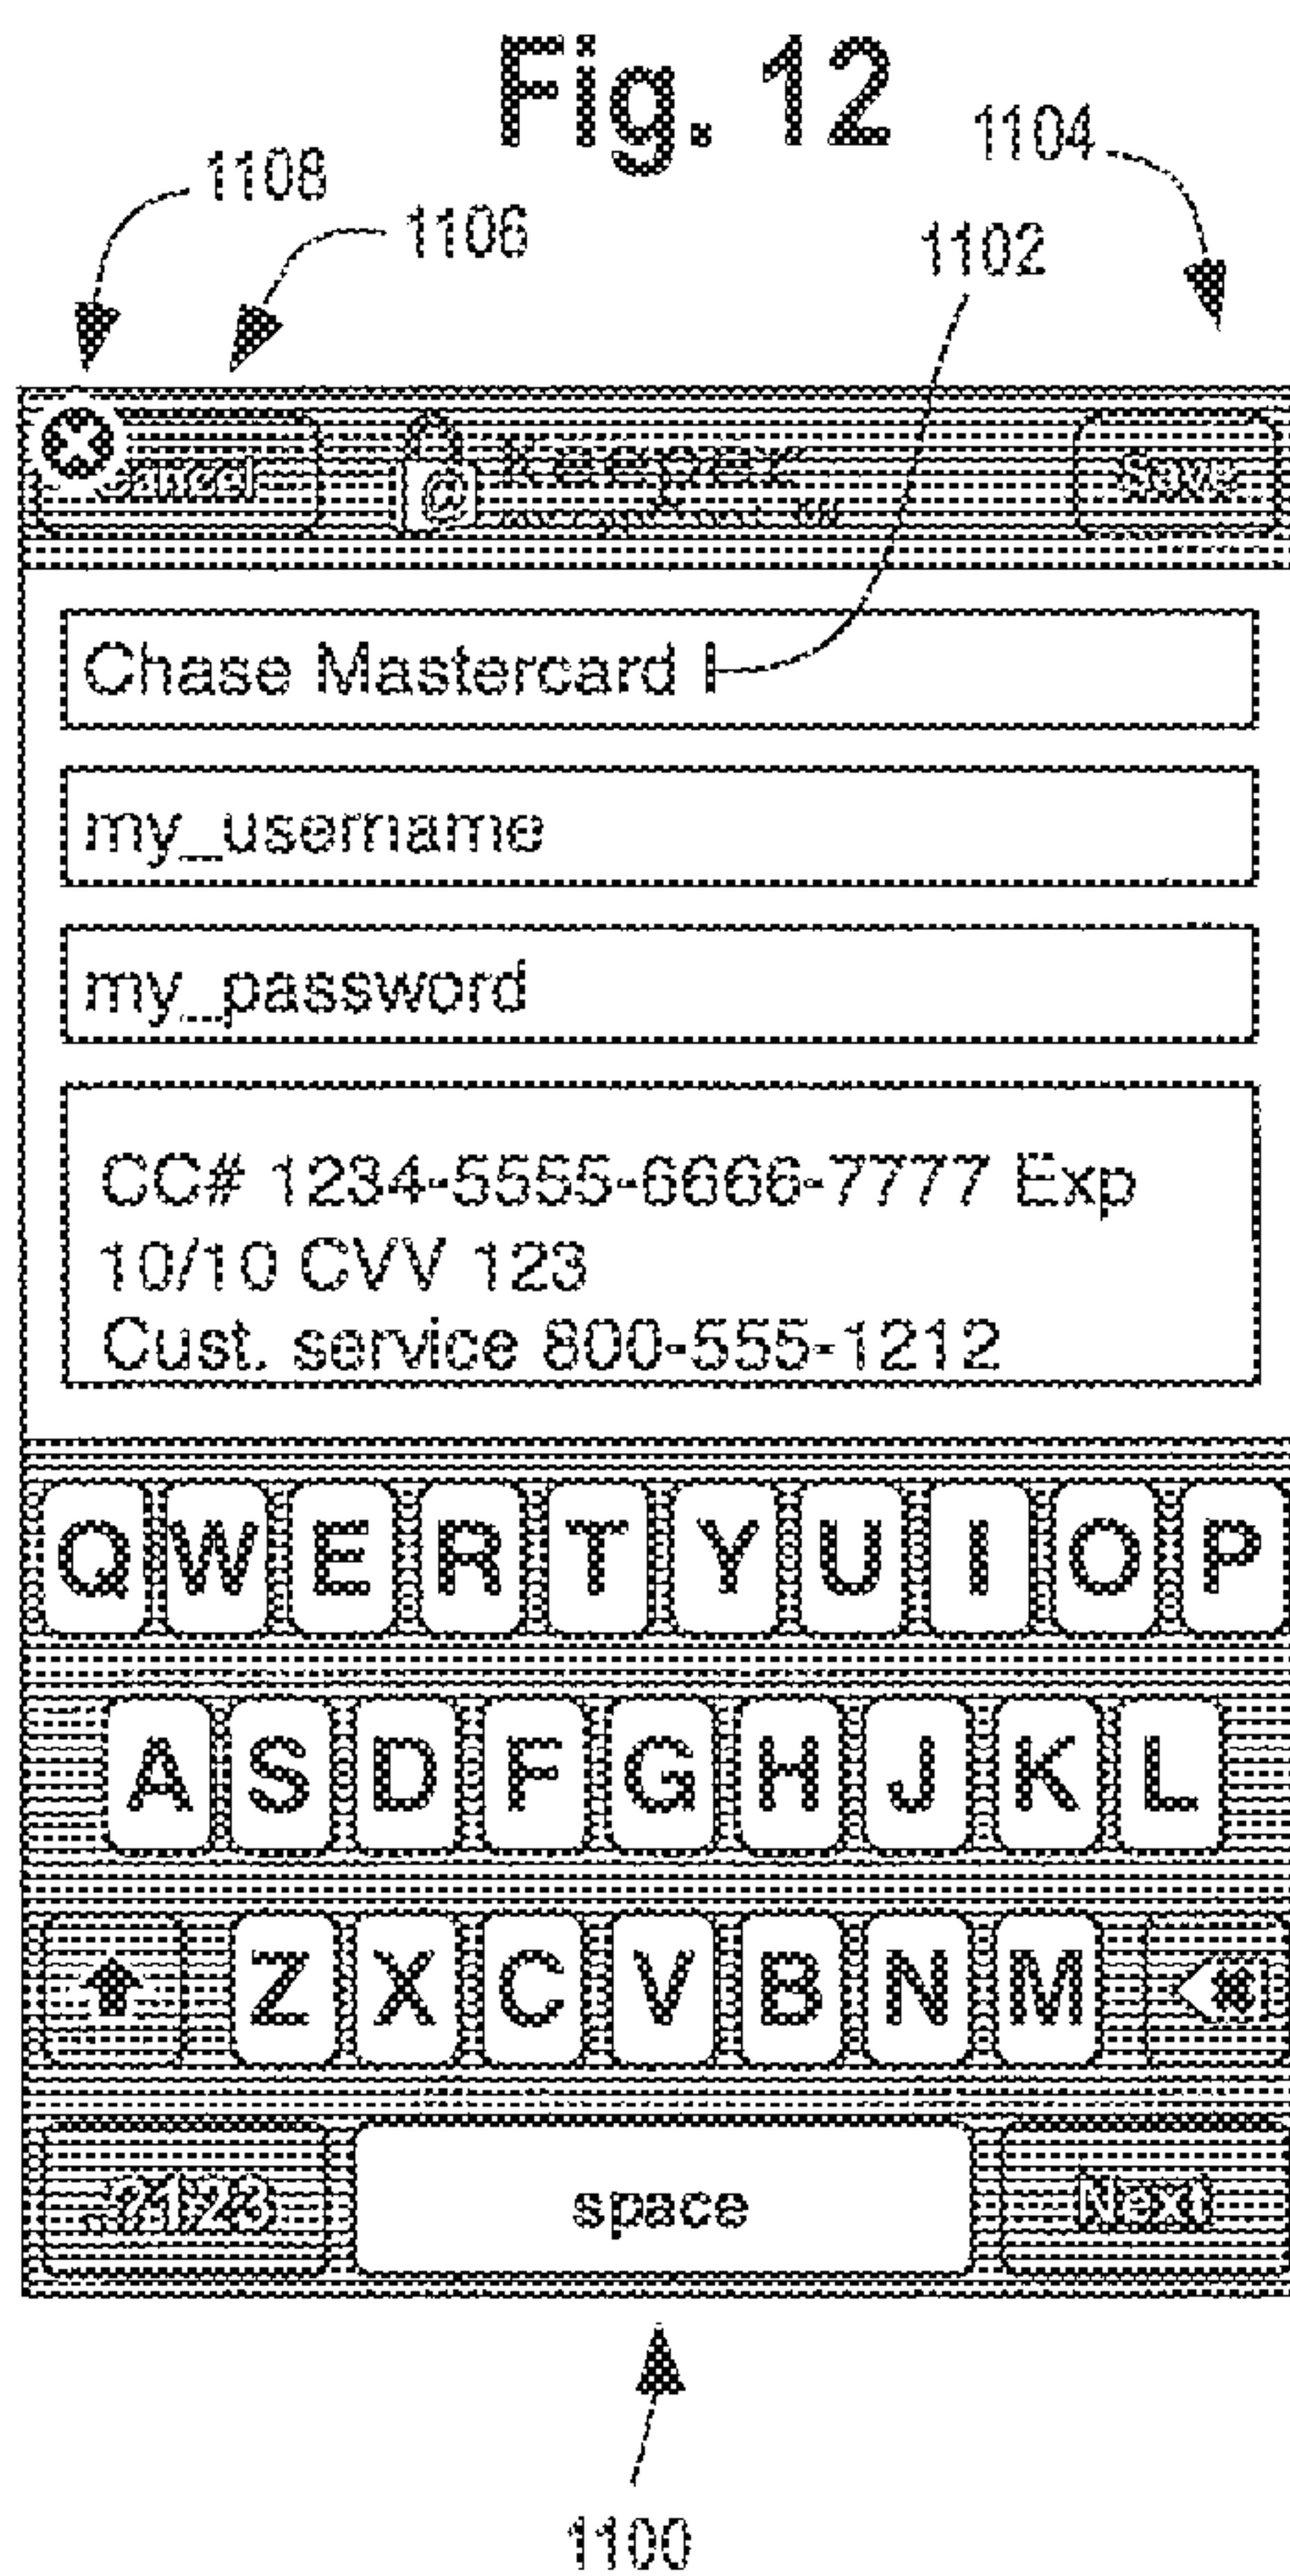 Fig. 12
1104
1108
1106
1102
Cancel
@
Keeper
Save
Chase Mastercard
my_username
my_password
CC# 1234-5555-6666-7777 Exp
10/10 CVV 123
Cust. service 800-555-1212
Q W E R T Y U I O P
A S D F G H J K L
Z X C V B N M
.?123
space
Next
1100